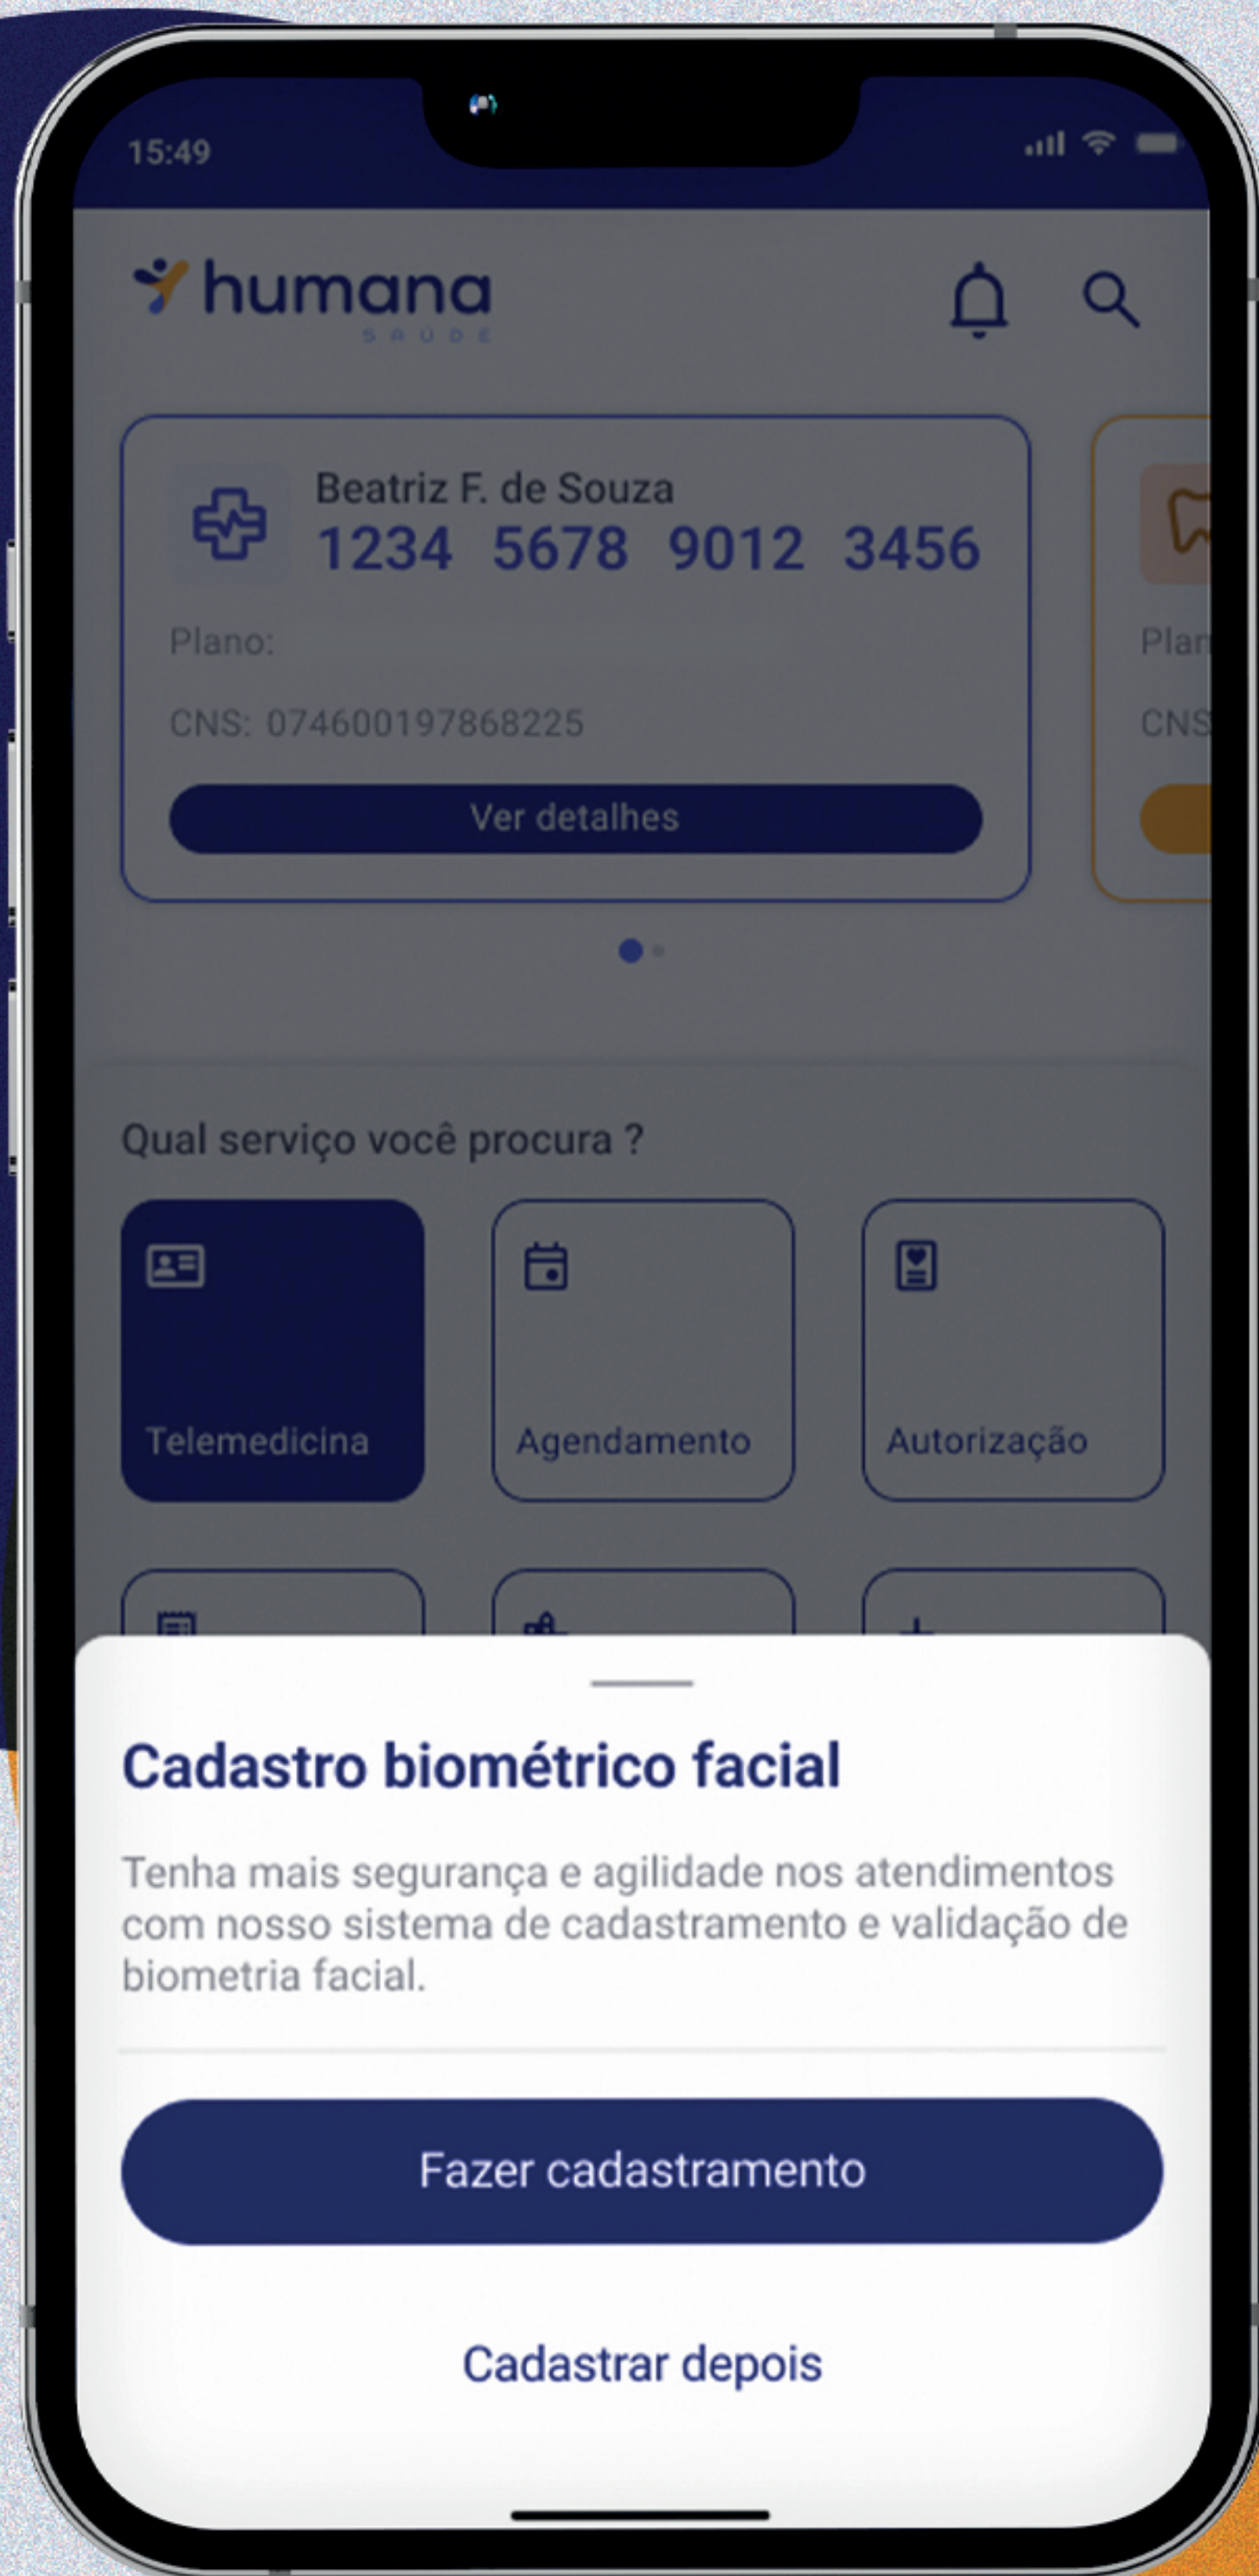 15:49
humana
SAÚDE
Beatriz F. de Souza
1234 5678 9012 3456
Plano:
Plan
CNS: 074600197868225
CNS
Ver detalhes
Qual serviço você procura ?
Telemedicina
Agendamento
Autorização
Cadastro biométrico facial
Tenha mais segurança e agilidade nos atendimentos
com nosso sistema de cadastramento e validação de
biometria facial.
Fazer cadastramento
Cadastrar depois